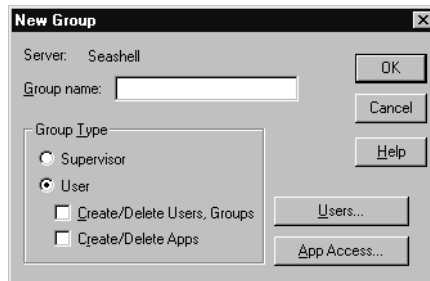 New Group
Server: Seashell
OK
Group name:
Cancel
Group Type
Help
Supervisor
User
Create/Delete Users, Groups
Users...
Create/Delete Apps
App Access...